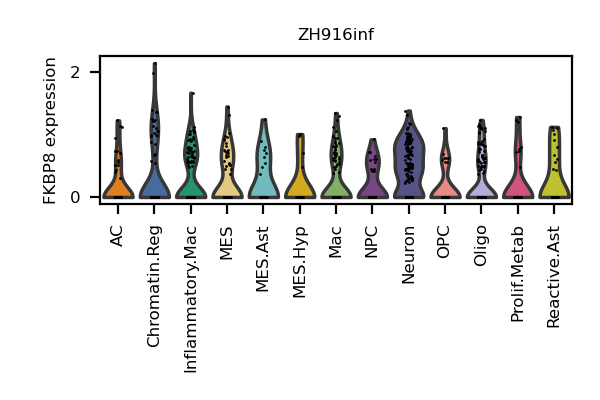 ZH916inf
FKBP8 expression
2
0
AC
Chromatin.Reg
Inflammatory.Mac
MES
MES.Ast
MES.Hyp
Mac
NPC
Neuron
OPC
Oligo
Prolif.Metab
Reactive.Ast